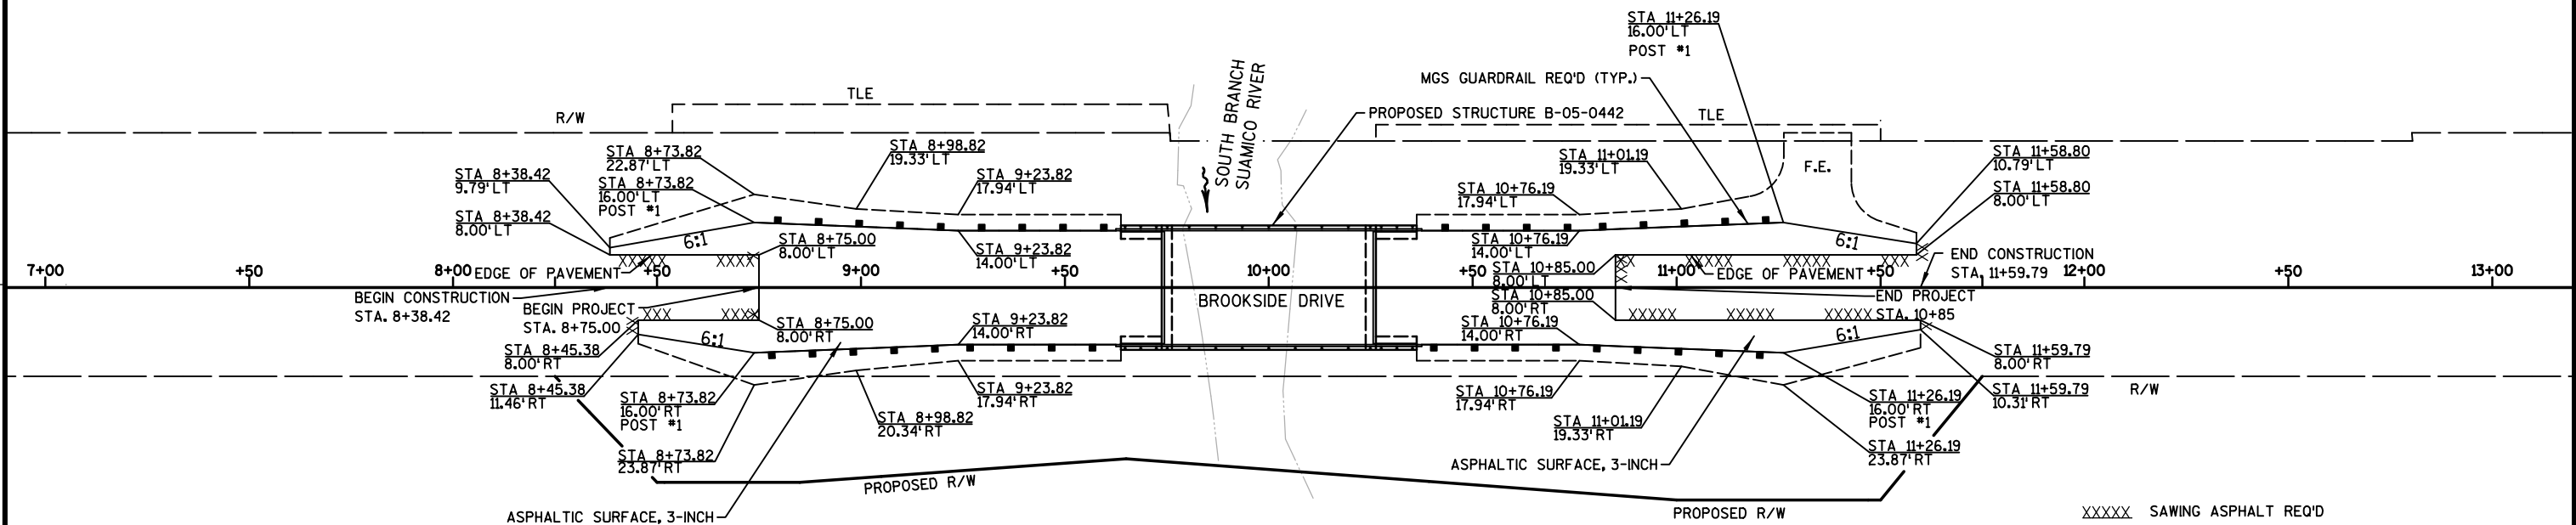 STA 11+26.19
16.00'LT
POST #1
MGS GUARDRAIL REQ'D (TYP.)
TLE
R/W
SOUTH BRANCH
SUAMICO RIVER
PROPOSED STRUCTURE B-05-0442
TLE
STA 8+73.82
22.87'LT
STA 8+98.82
19.33'LT
STA 11+01.19
19.33'LT
F.E.
STA 11+58.80
10.79'LT
STA 8+38.42
9.79'LT
STA 8+73.82
16.00'LT
POST #1
STA 9+23.82
17.94'LT
STA 10+76.19
17.94'LT
STA 11+58.80
8.00'LT
STA 8+38.42
8.00'LT
6:1
STA 8+75.00
8.00'LT
STA 9+23.82
14.00'LT
STA 10+76.19
14.00'LT
6:1
END CONSTRUCTION
STA. 11+59.79
7+00
+50
8+00
EDGE OF PAVEMENT
+50
9+00
+50
10+00
+50
STA 10+85.00
8.00'LT
11+00
EDGE OF PAVEMENT
+50
12+00
+50
13+00
BEGIN CONSTRUCTION
STA. 8+38.42
BEGIN PROJECT
STA. 8+75.00
BROOKSIDE DRIVE
STA 10+85.00
8.00'RT
END PROJECT
STA. 10+85
6:1
STA 8+75.00
8.00'RT
STA 9+23.82
14.00'RT
STA 10+76.19
14.00'RT
6:1
STA 8+45.38
8.00'RT
STA 11+59.79
8.00'RT
STA 8+45.38
11.46'RT
STA 8+73.82
16.00'RT
POST #1
STA 9+23.82
17.94'RT
STA 10+76.19
17.94'RT
STA 11+26.19
16.00'RT
POST #1
STA 11+59.79
10.31'RT
R/W
STA 8+98.82
20.34'RT
STA 11+01.19
19.33'RT
STA 8+73.82
23.87'RT
STA 11+26.19
23.87'RT
ASPHALTIC SURFACE, 3-INCH
PROPOSED R/W
ASPHALTIC SURFACE, 3-INCH
PROPOSED R/W
XXXXX SAWING ASPHALT REQ'D